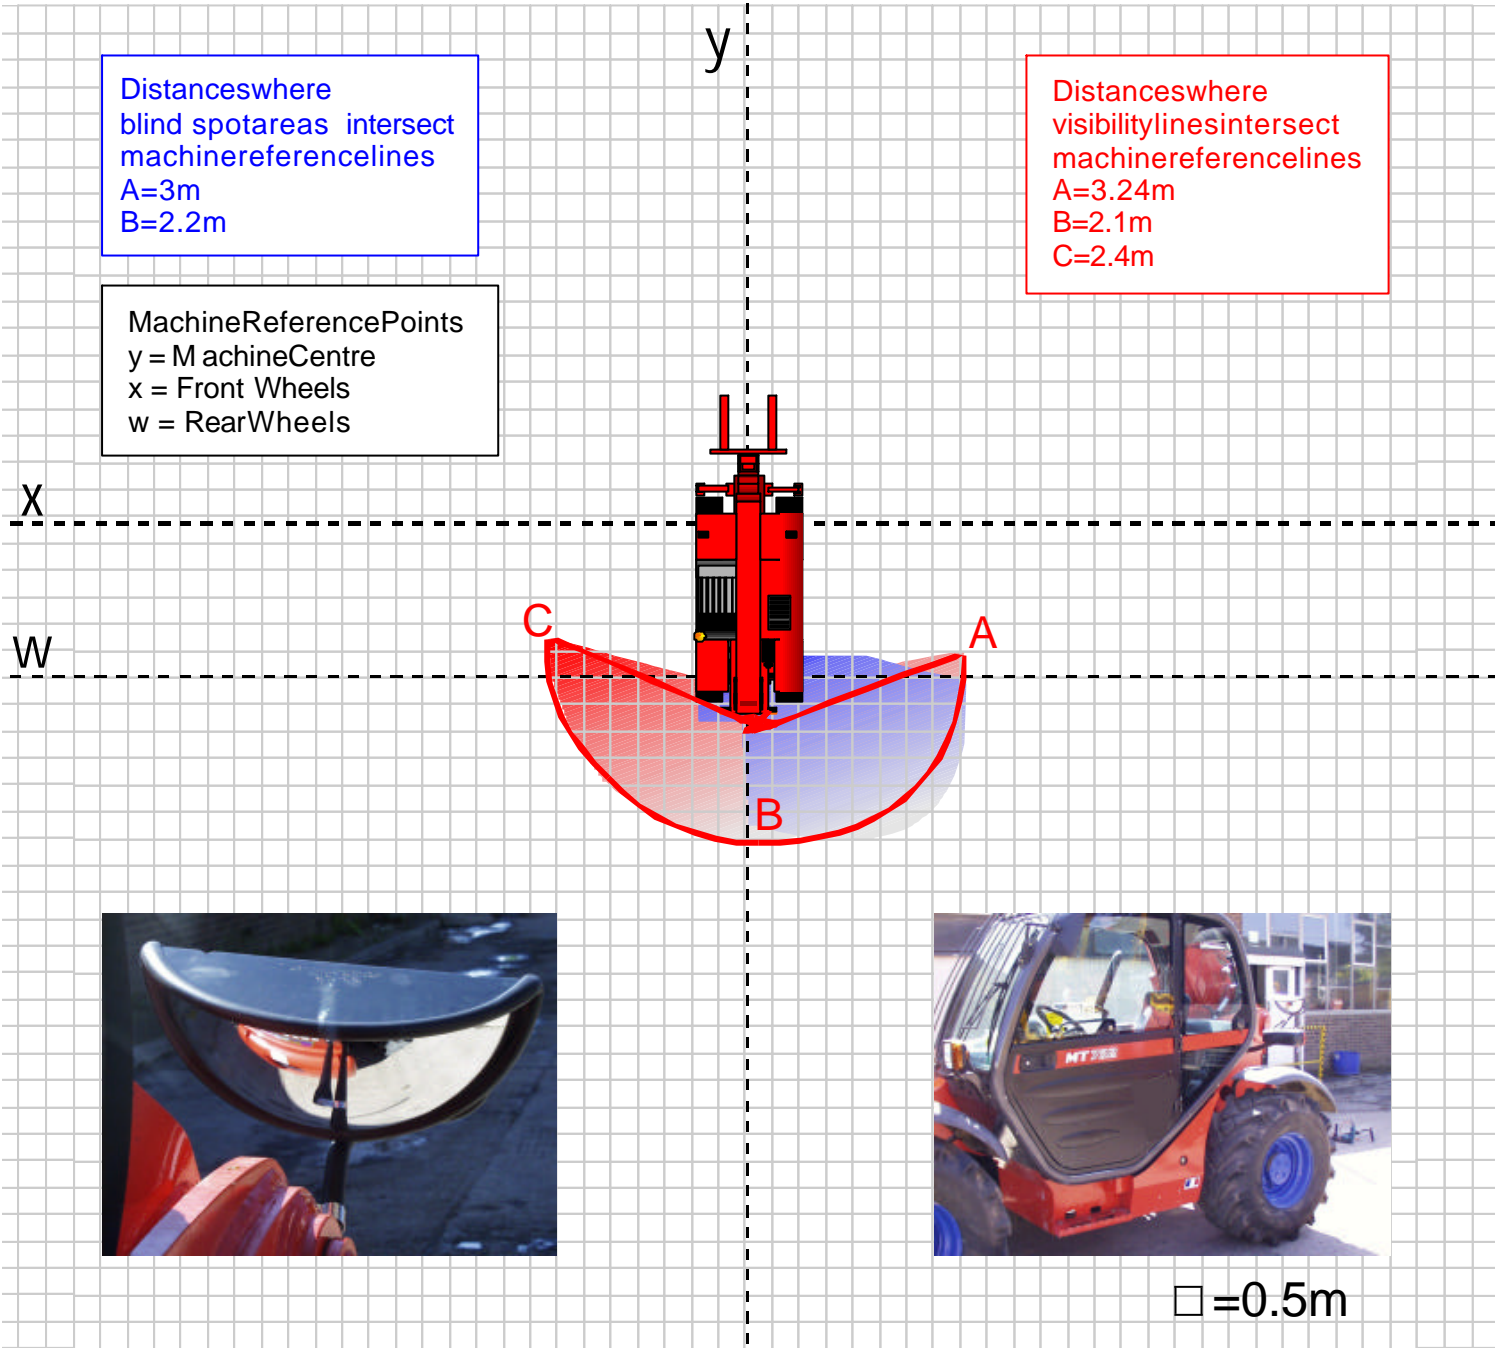 y
Distanceswhere
blind spotareas intersect
machinereferencelines
A=3m
B=2.2m
Distanceswhere
visibilitylinesintersect
machinereferencelines
A=3.24m
B=2.1m
C=2.4m
MachineReferencePoints
y = M achineCentre
x = Front Wheels
w = RearWheels
X
C
A
W
B
MT 732
=0.5m